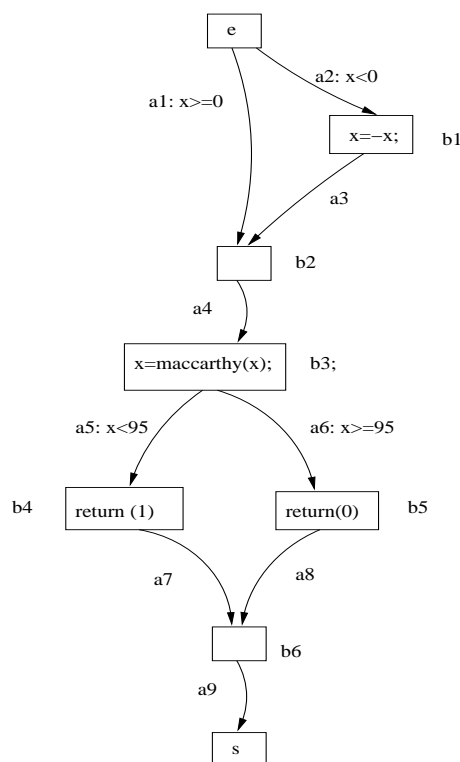 e
a2: x<0
a1: x>=0
x=−x;
b1
a3
b2
a4
x=maccarthy(x);
b3;
a5: x<95
a6: x>=95
b4
return (1)
return(0)
b5
a7
a8
b6
a9
s